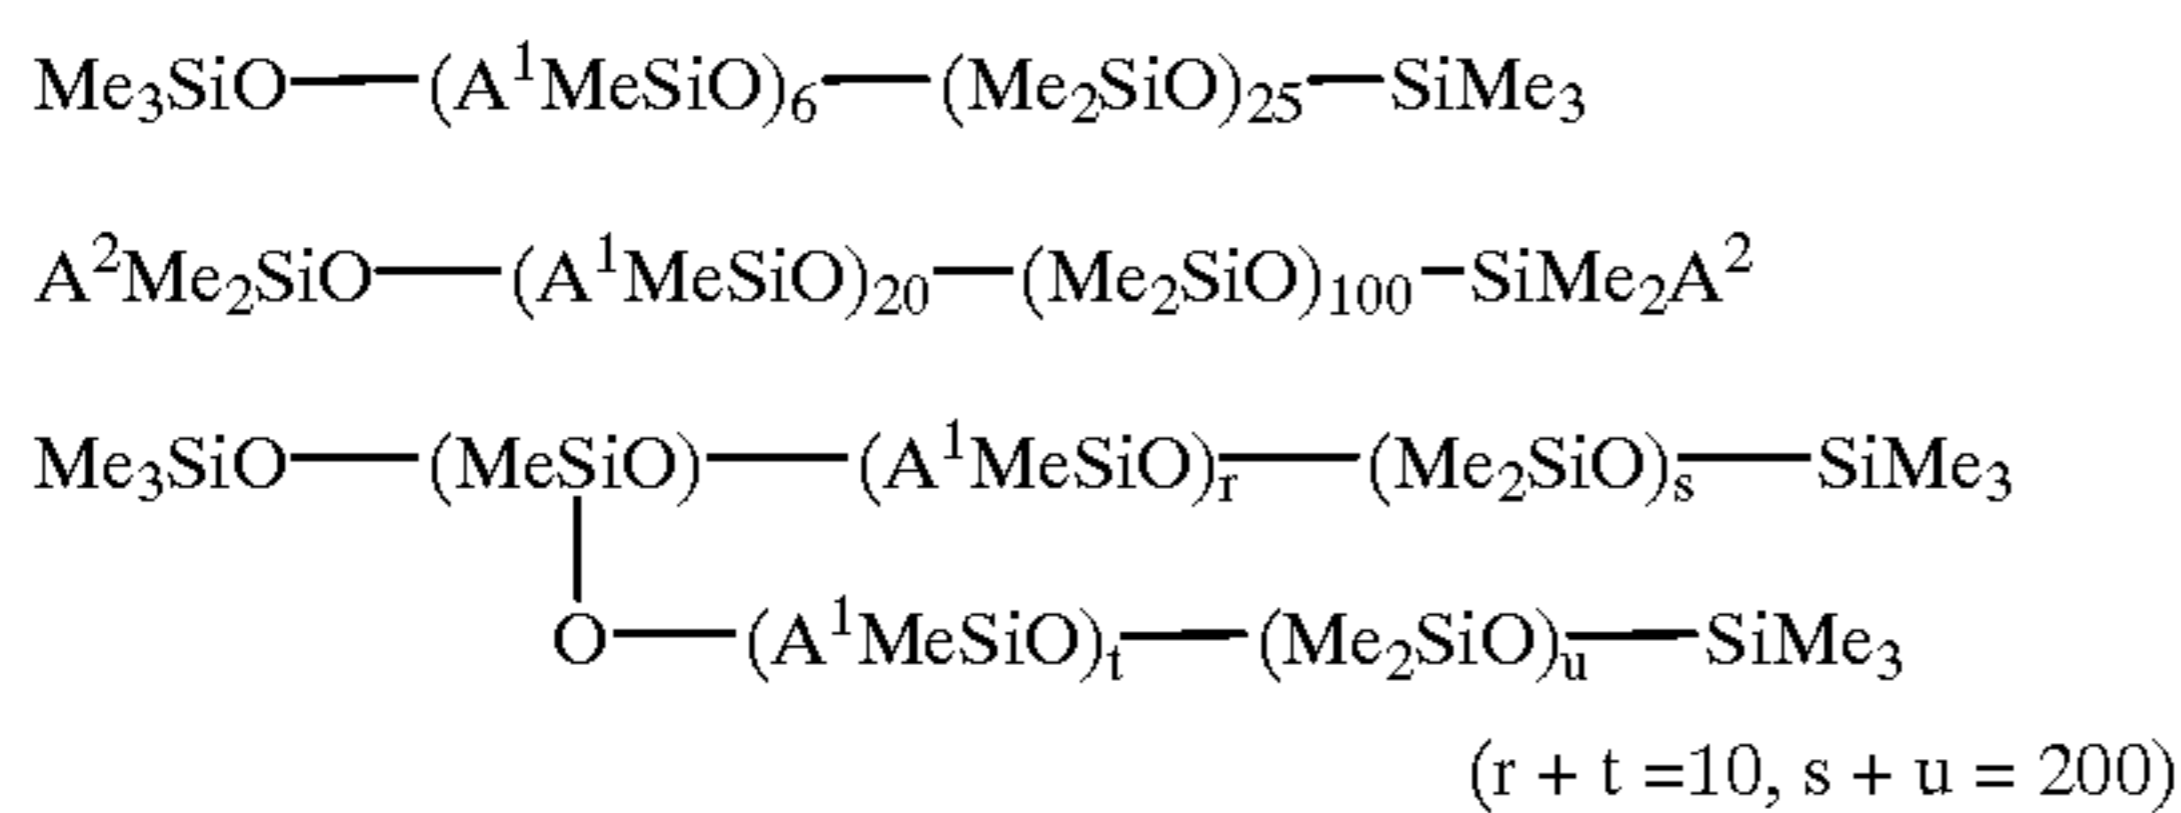 Me₃SiO—(A¹MeSiO)₆—(Me₂SiO)₂₅—SiMe₃
A²Me₂SiO—(A¹MeSiO)₂₀—(Me₂SiO)₁₀₀—SiMe₂A²
Me₃SiO—(MeSiO)—(A¹MeSiO)ᵣ—(Me₂SiO)ₛ—SiMe₃
O—(A¹MeSiO)ₜ—(Me₂SiO)ᵤ—SiMe₃
(r + t =10, s + u = 200)